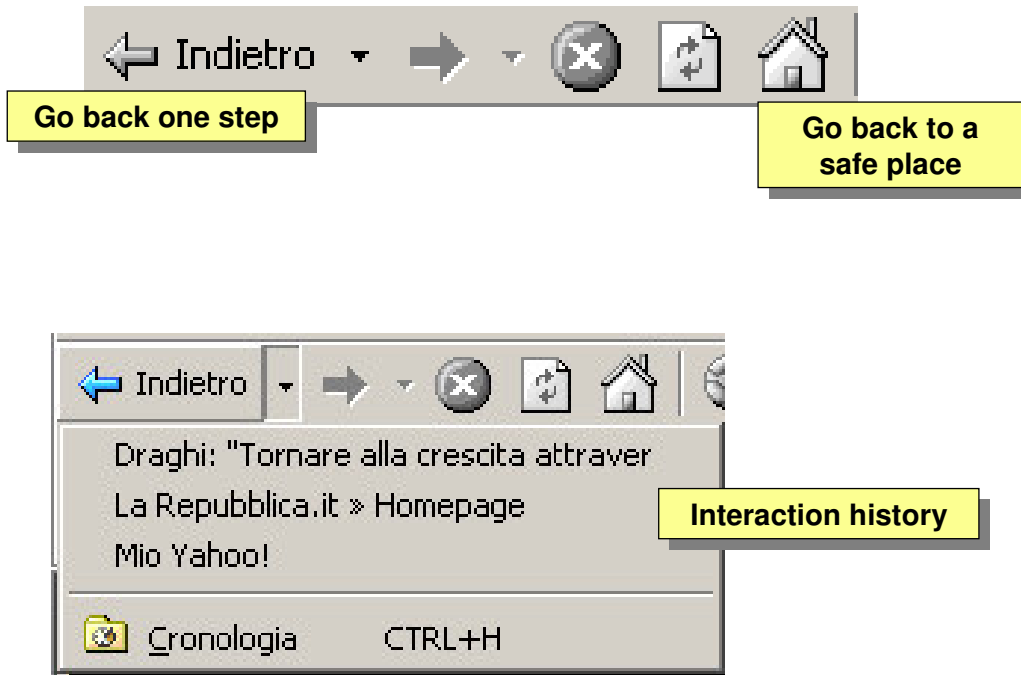 Indietro
Go back one step
Go back to a
safe place
Indietro
Draghi: "Tornare alla crescita attraver
La Repubblica.it » Homepage
Interaction history
Mio Yahoo!
Cronologia CTRL+H